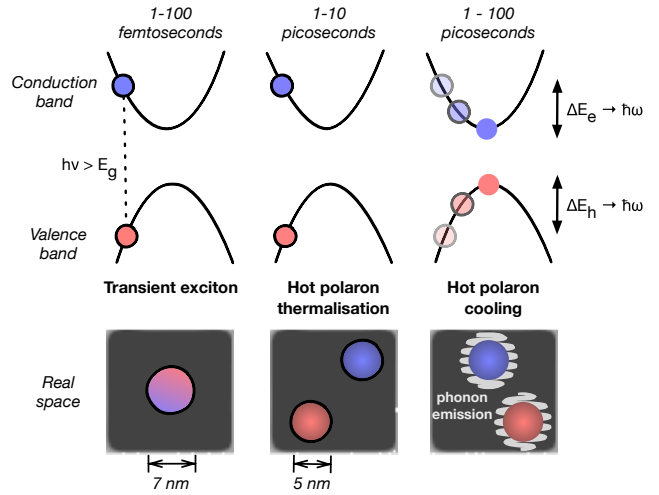 1-100
femtoseconds
1-10
picoseconds
1 - 100
picoseconds
Conduction
band
ΔEe → ħω
hν > Eg
Valence
band
ΔEh → ħω
Transient exciton
Hot polaron
thermalisation
Hot polaron
cooling
Real
space
phonon
emission
7 nm
5 nm